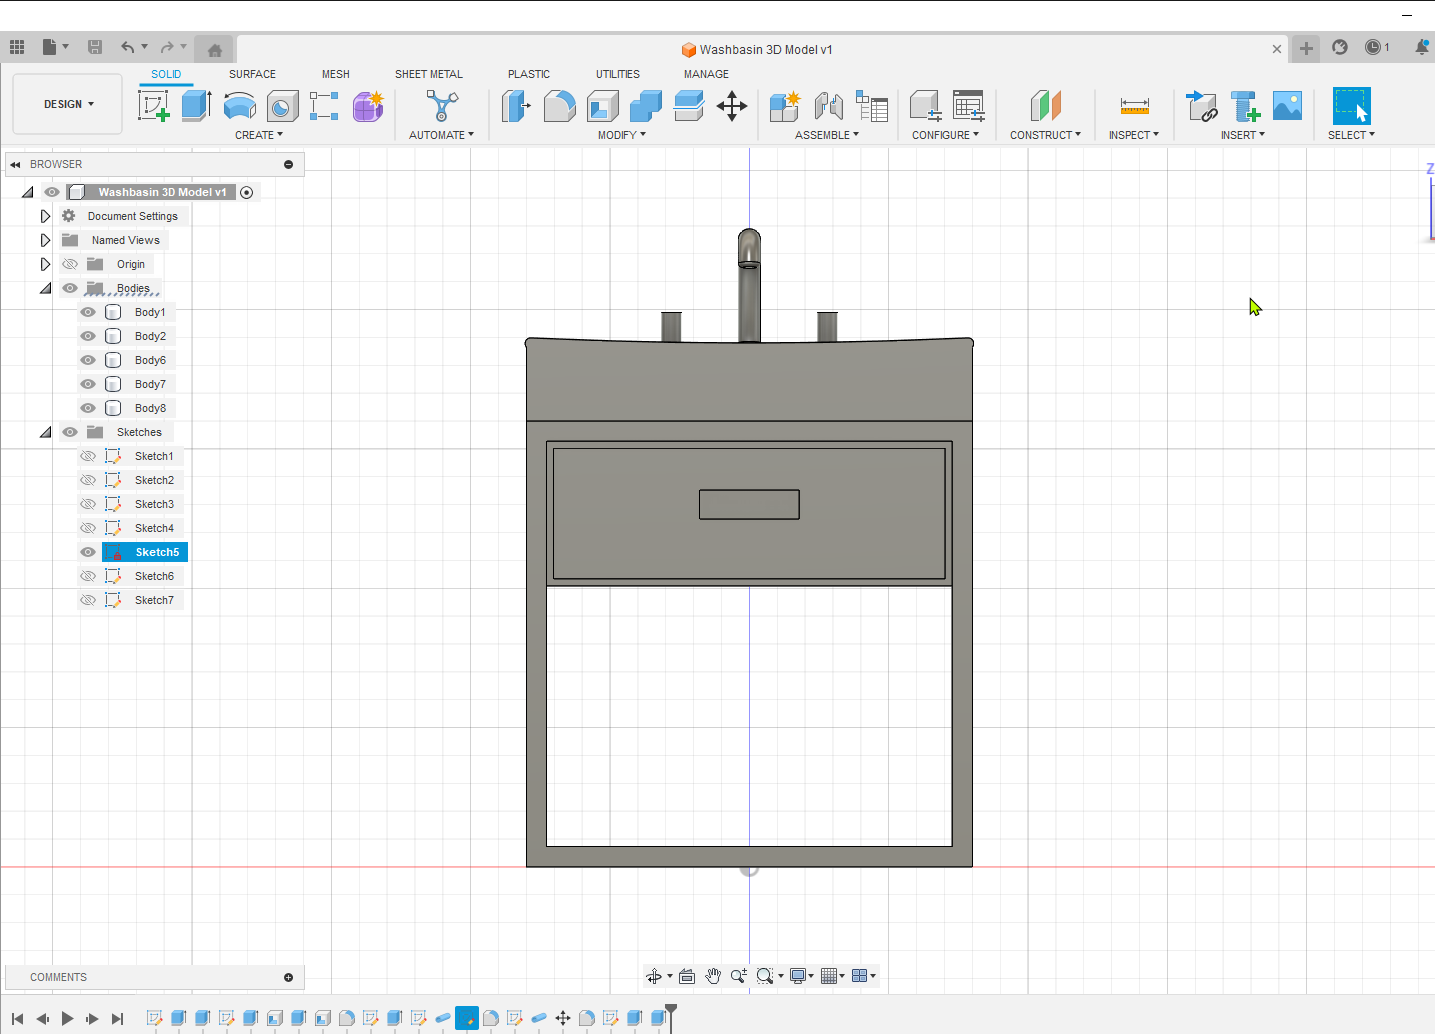 Washbasin 3D Model v1
1
SOLID SURFACE MESH SHEET METAL PLASTIC UTILITIES MANAGE
DESIGN
CREATE AUTOMATE MODIFY ASSEMBLE CONFIGURE CONSTRUCT INSPECT INSERT SELECT
BROWSER
Z
Washbasin 3D Model v1
Document Settings
Named Views
Origin
Bodies
Body1
Body2
Body6
Body7
Body8
Sketches
Sketch1
Sketch2
Sketch3
Sketch4
Sketch5
Sketch6
Sketch7
COMMENTS